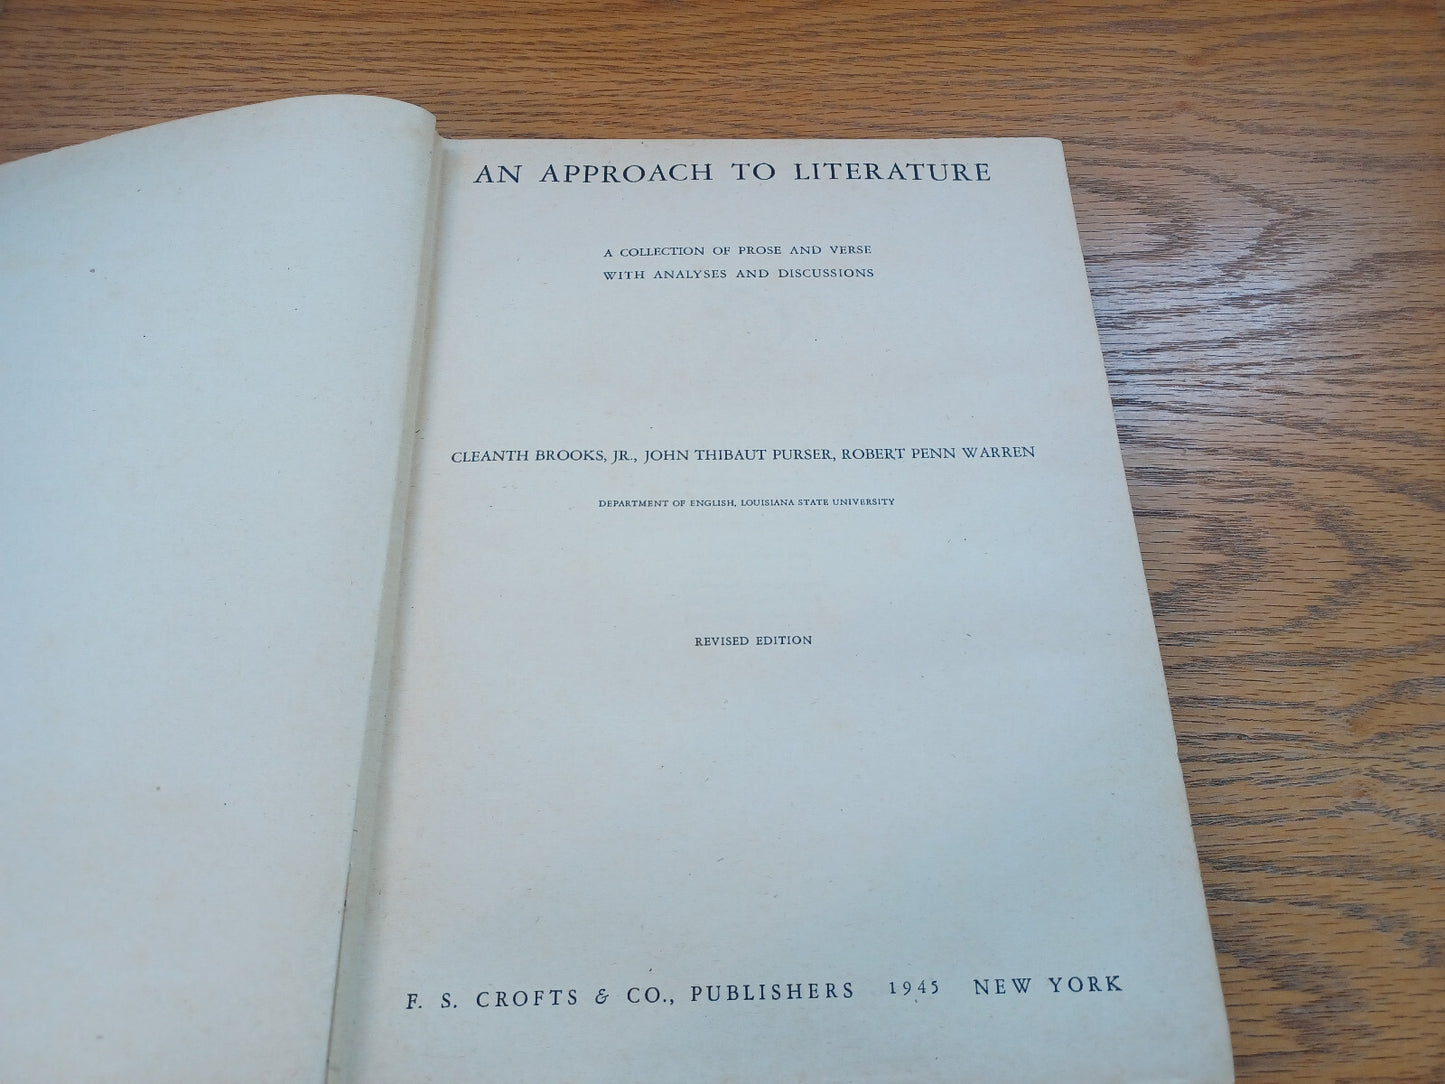 AN APPROACH TO LITERATURE
A COLLECTION OF PROSE AND VERSE
WITH ANALYSES AND DISCUSSIONS
CLEANTH BROOKS, JR., JOHN THIBAUT PURSER, ROBERT PENN WARREN
DEPARTMENT OF ENGLISH, LOUISIANA STATE UNIVERSITY
REVISED EDITION
F. S. CROFTS & CO., PUBLISHERS 1945 NEW YORK